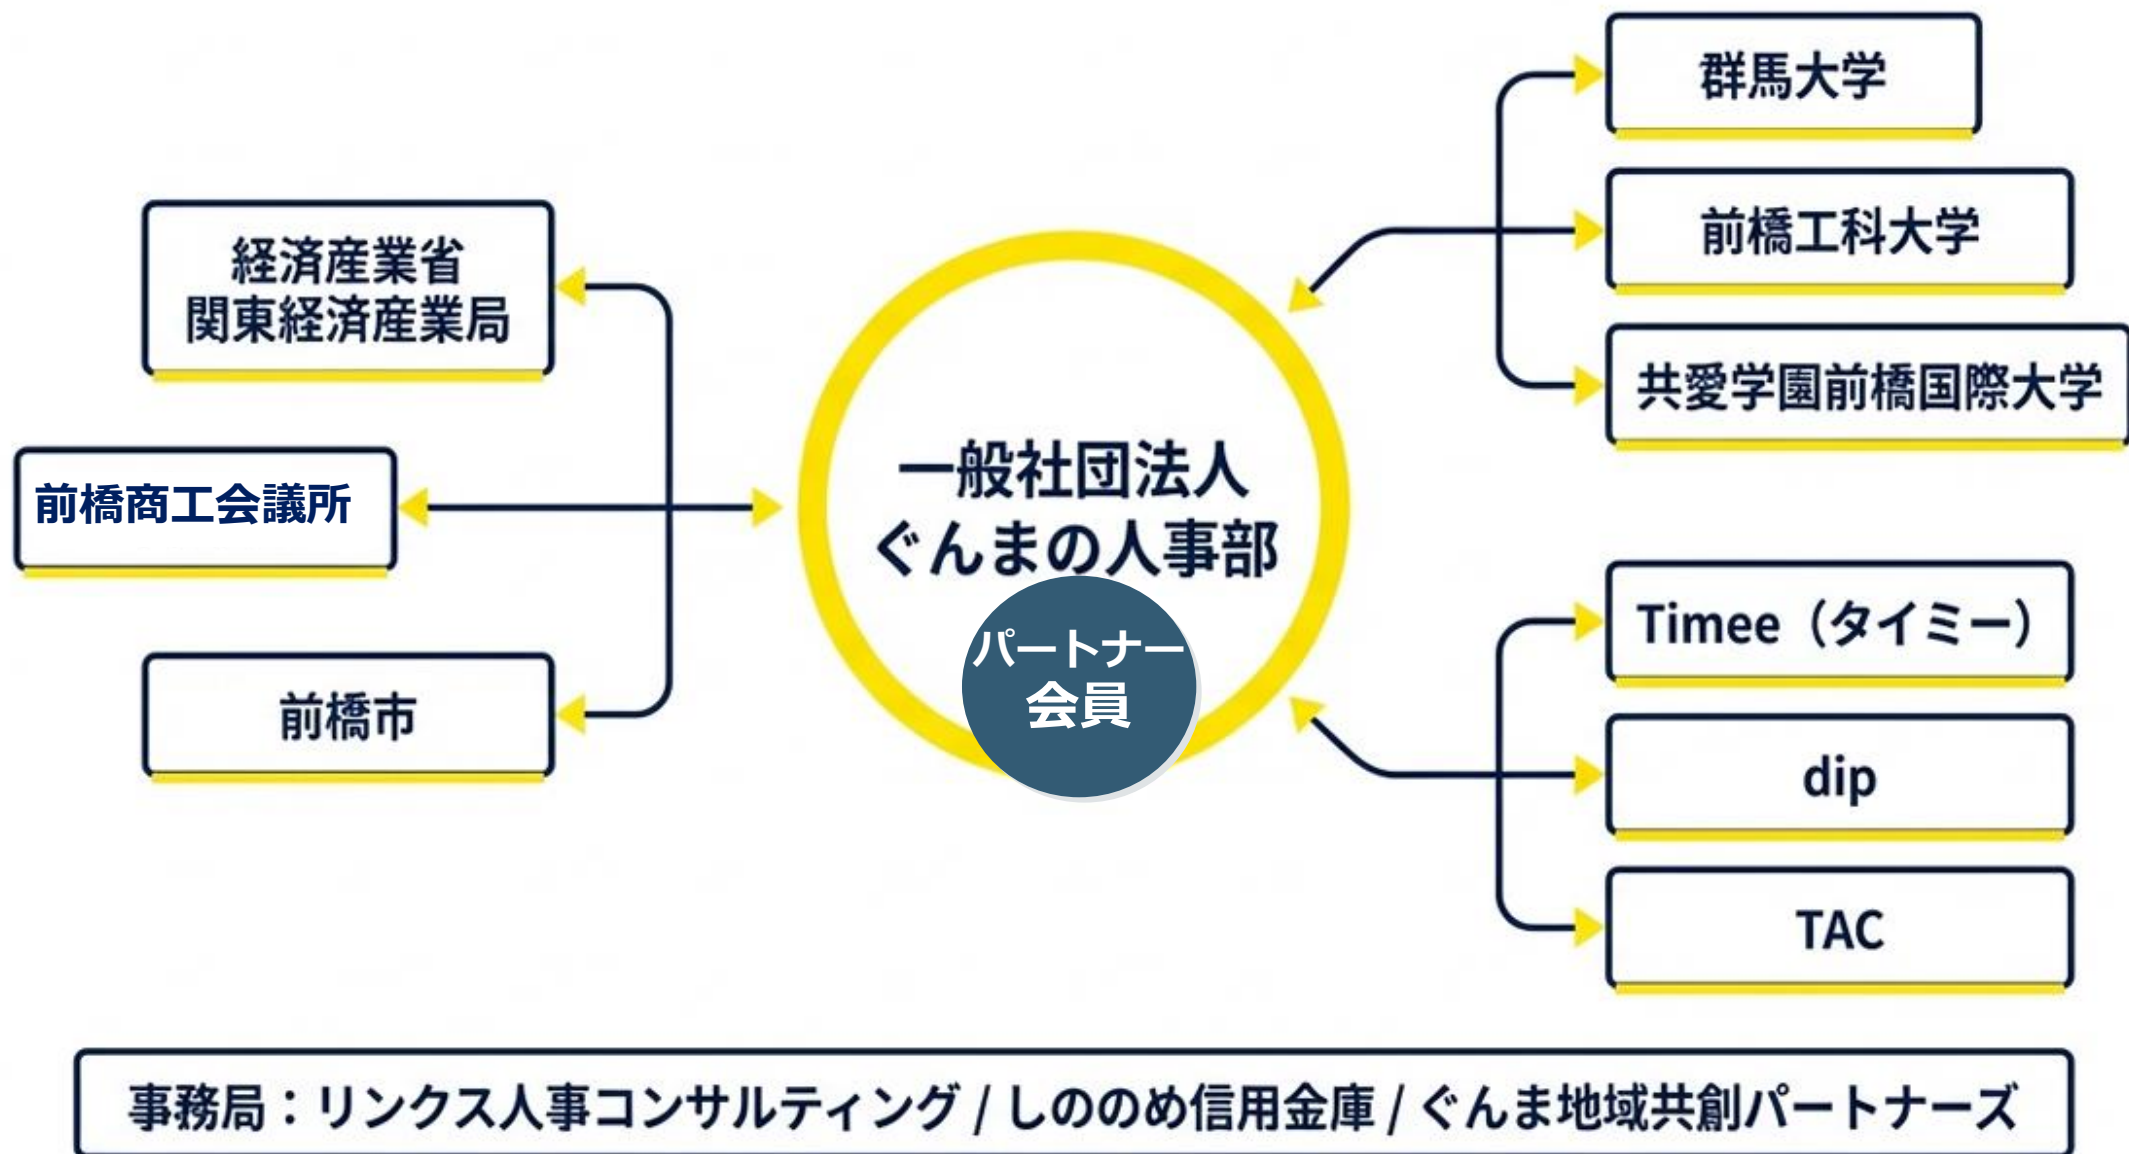 経済産業省
関東経済産業局
前橋商工会議所
前橋市
一般社団法人
ぐんまの人事部
パートナー
会員
群馬大学
前橋工科大学
共愛学園前橋国際大学
Timee（タイミー）
dip
TAC
事務局：リンクス人事コンサルティング / しののめ信用金庫 / ぐんま地域共創パートナーズ